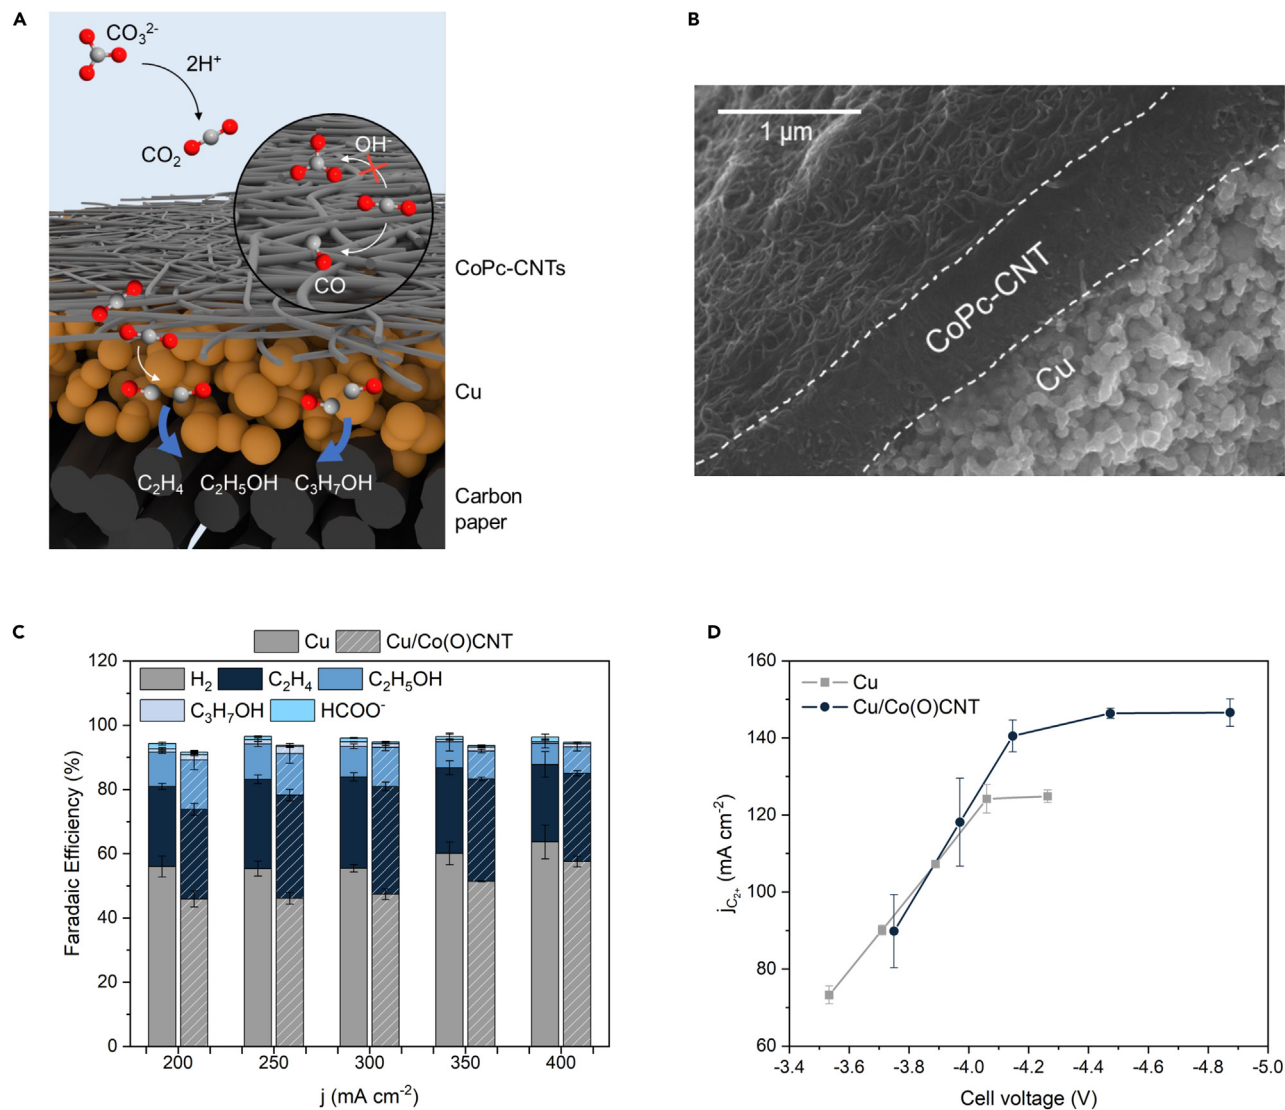 A
CO₃²⁻
2H⁺
CO₂
OH⁻
CO
CoPc-CNTs
Cu
C₂H₄ C₂H₅OH C₃H₇OH
Carbon
paper
B
1 μm
CoPc-CNT
Cu
C
Cu Cu/Co(O)CNT
H₂ C₂H₄ C₂H₅OH
C₃H₇OH HCOO⁻
Faradaic Efficiency (%)
120
100
80
60
40
20
0
200 250 300 350 400
j (mA cm⁻²)
D
Cu
Cu/Co(O)CNT
j_C₂₊ (mA cm⁻²)
160
140
120
100
80
60
-3.4 -3.6 -3.8 -4.0 -4.2 -4.4 -4.6 -4.8 -5.0
Cell voltage (V)